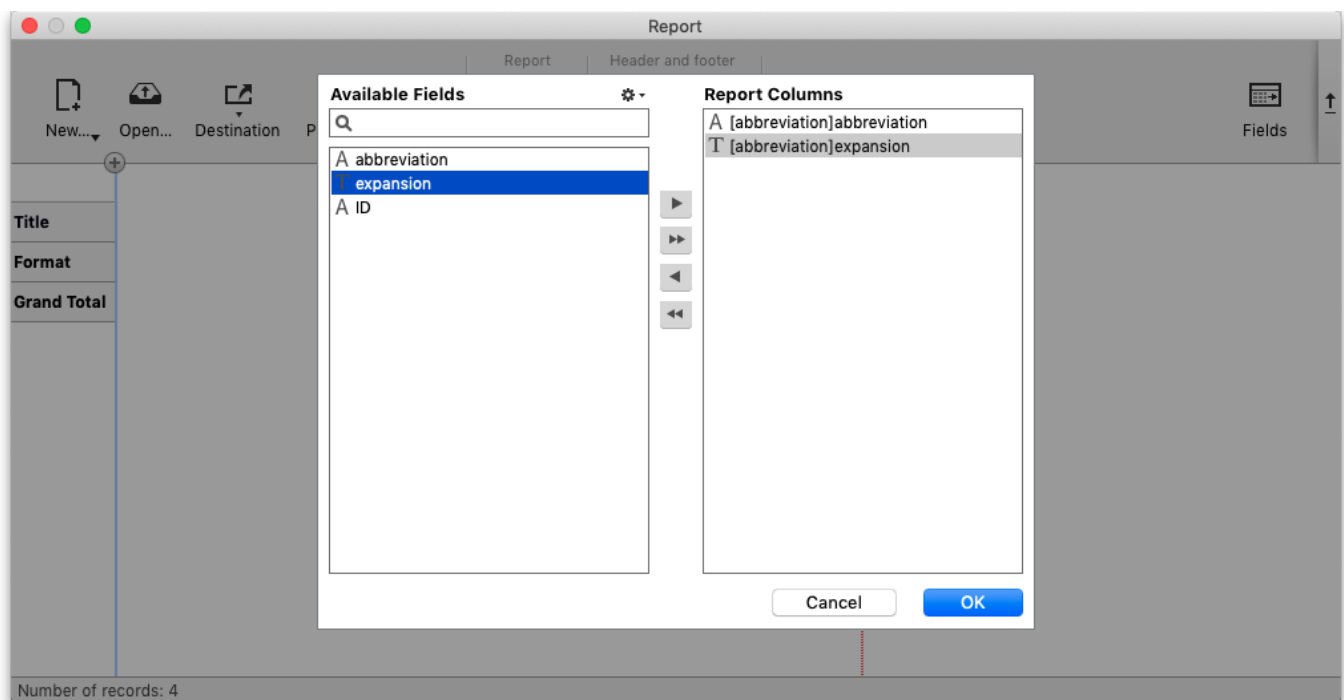 Report
Report
Header and footer
New...
Open...
Destination
P
Fields
Available Fields
abbreviation
expansion
ID
Report Columns
[abbreviation]abbreviation
[abbreviation]expansion
Title
Format
Grand Total
Cancel
OK
Number of records: 4